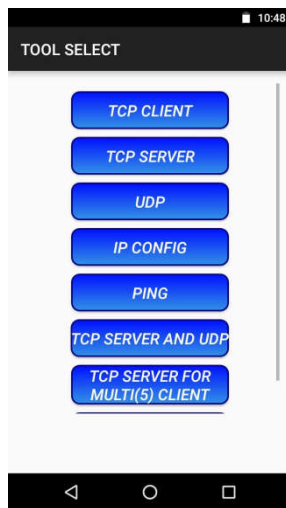 10:48
TOOL SELECT
TCP CLIENT
TCP SERVER
UDP
IP CONFIG
PING
TCP SERVER AND UDP
TCP SERVER FOR
MULTI(5) CLIENT